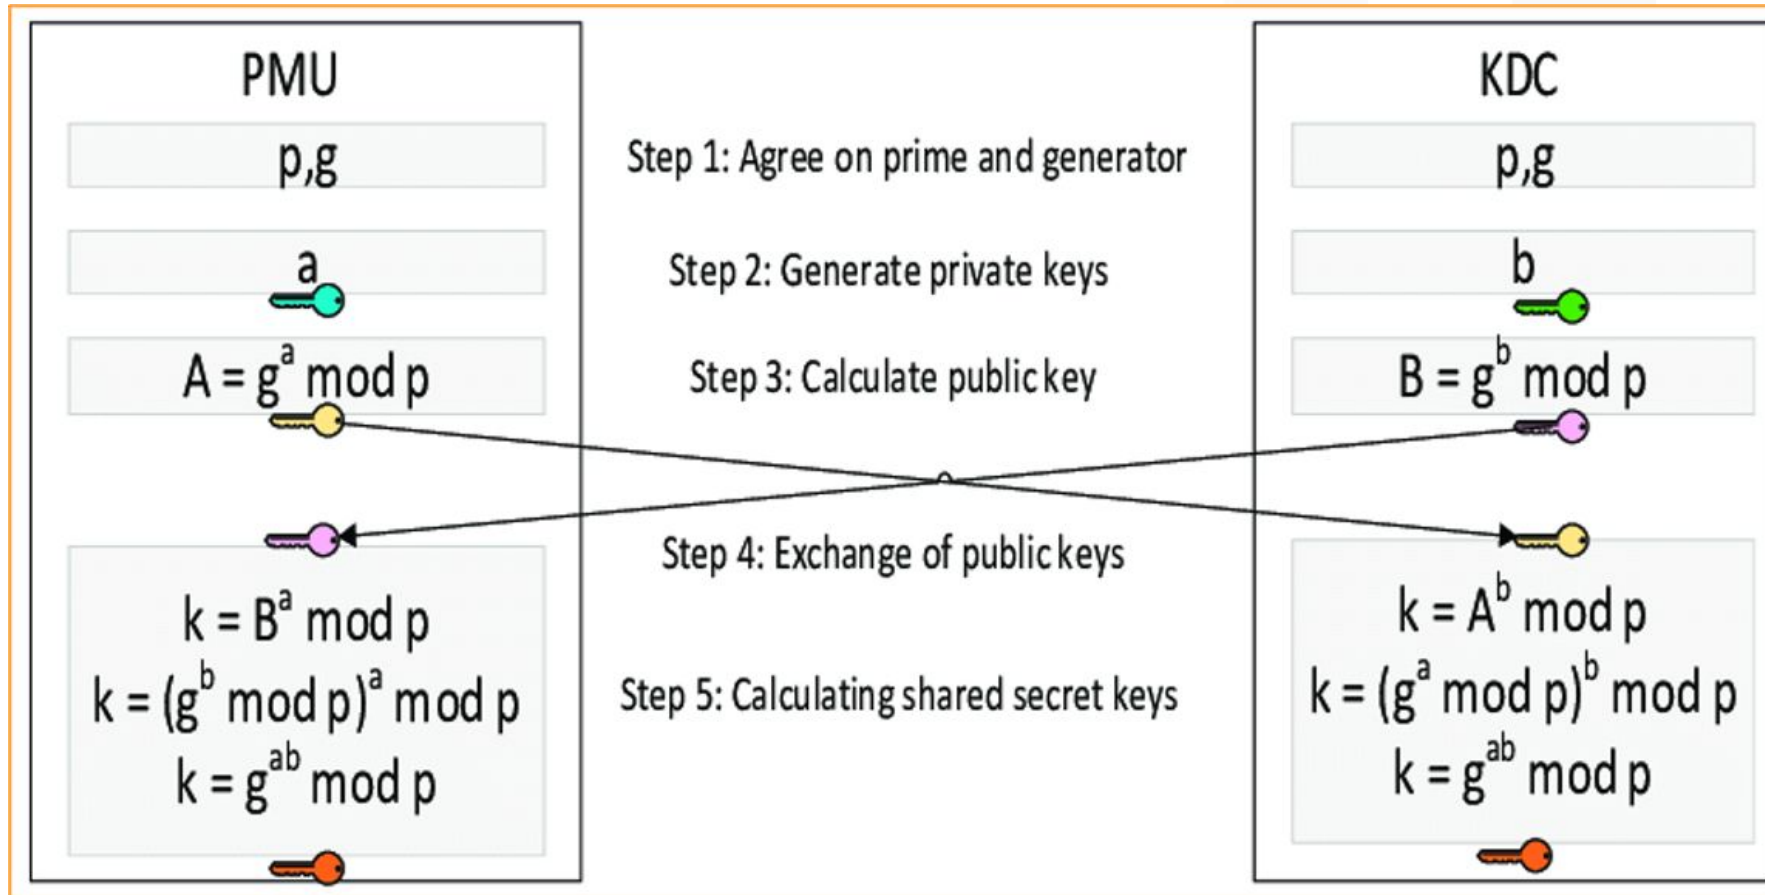 PMU
p,g
a
A = g^a mod p
k = B^a mod p
k = (g^b mod p)^a mod p
k = g^ab mod p
Step 1: Agree on prime and generator
Step 2: Generate private keys
Step 3: Calculate public key
Step 4: Exchange of public keys
Step 5: Calculating shared secret keys
KDC
p,g
b
B = g^b mod p
k = A^b mod p
k = (g^a mod p)^b mod p
k = g^ab mod p